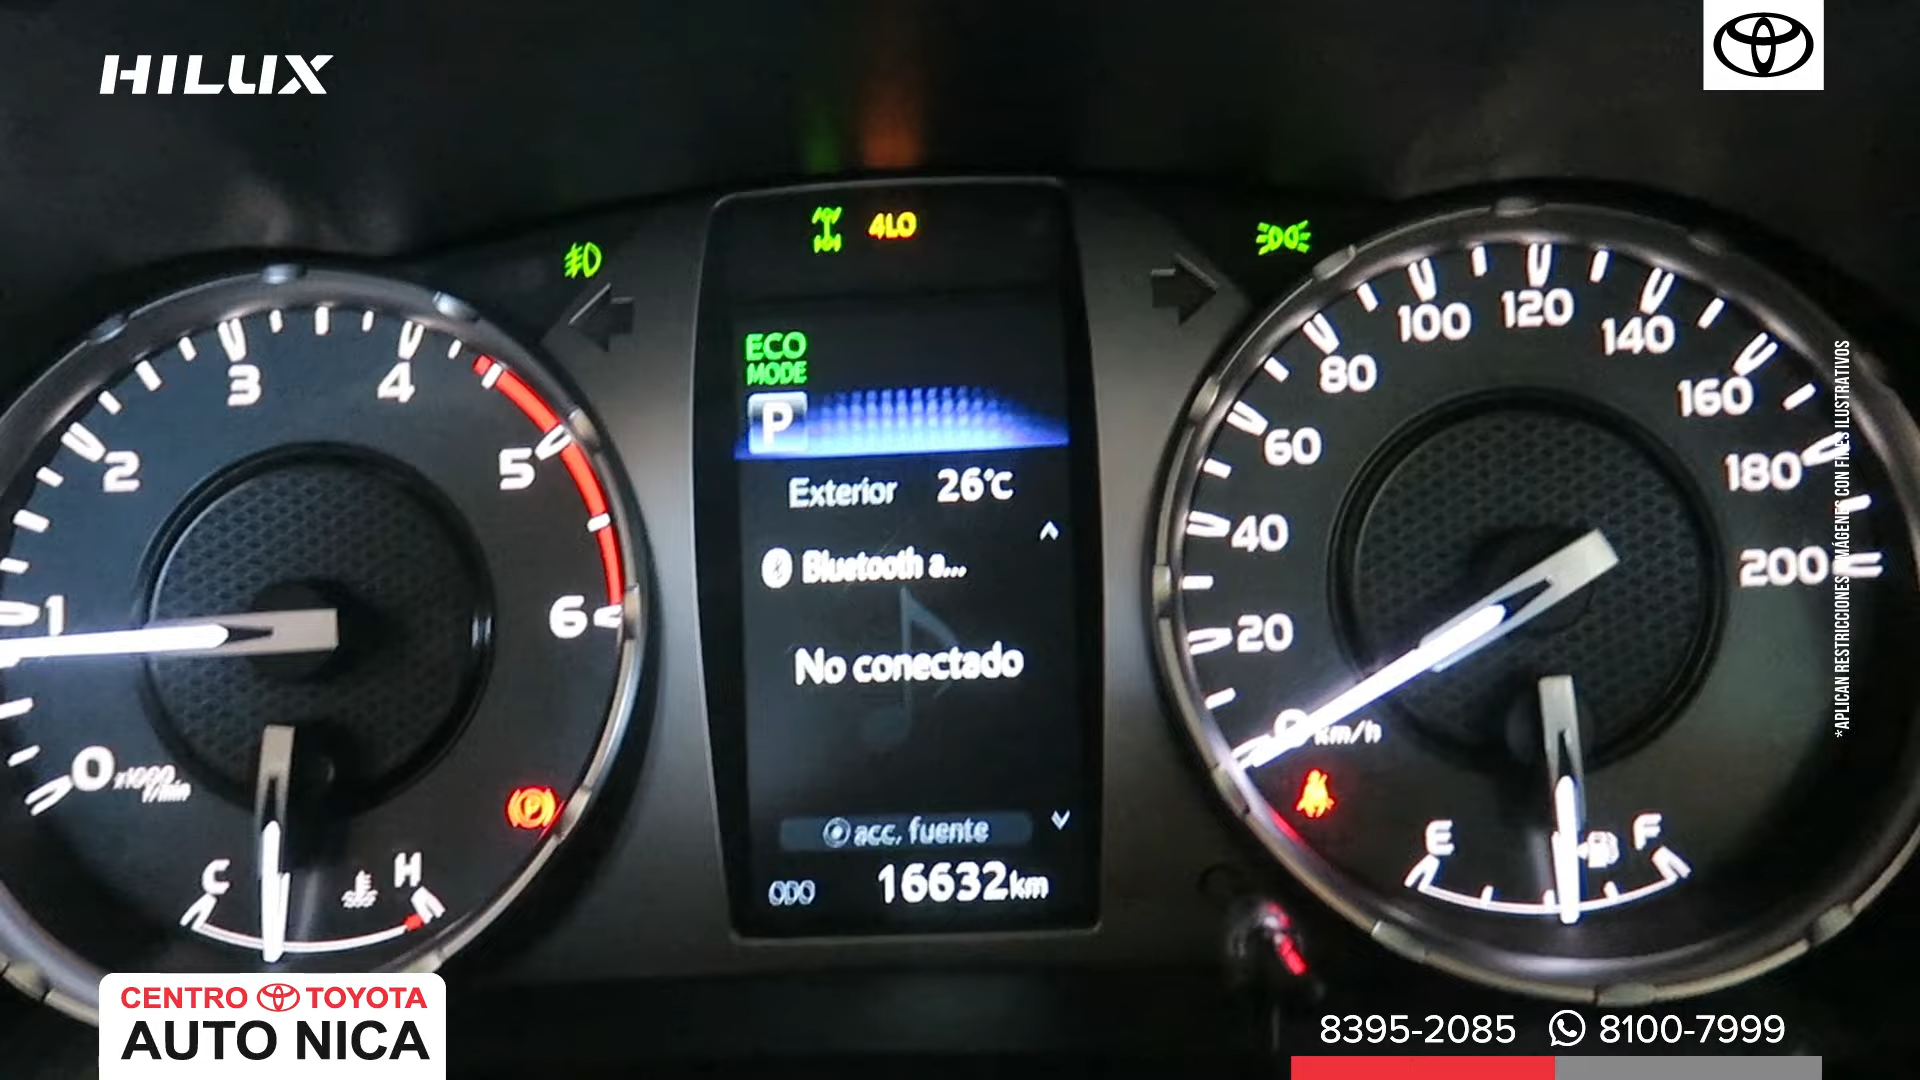 HILUX
4LO
ECO
MODE
P
Exterior 26°C
Bluetooth a...
No conectado
acc. fuente
ODO 16632km
0 1 2 3 4 5 6
x1000
r/min
C H
P
0 20 40 60 80 100 120 140 160 180 200
km/h
E F
*APLICAN RESTRICCIONES IMÁGENES CON FINES ILUSTRATIVOS
CENTRO TOYOTA
AUTO NICA
8395-2085 8100-7999